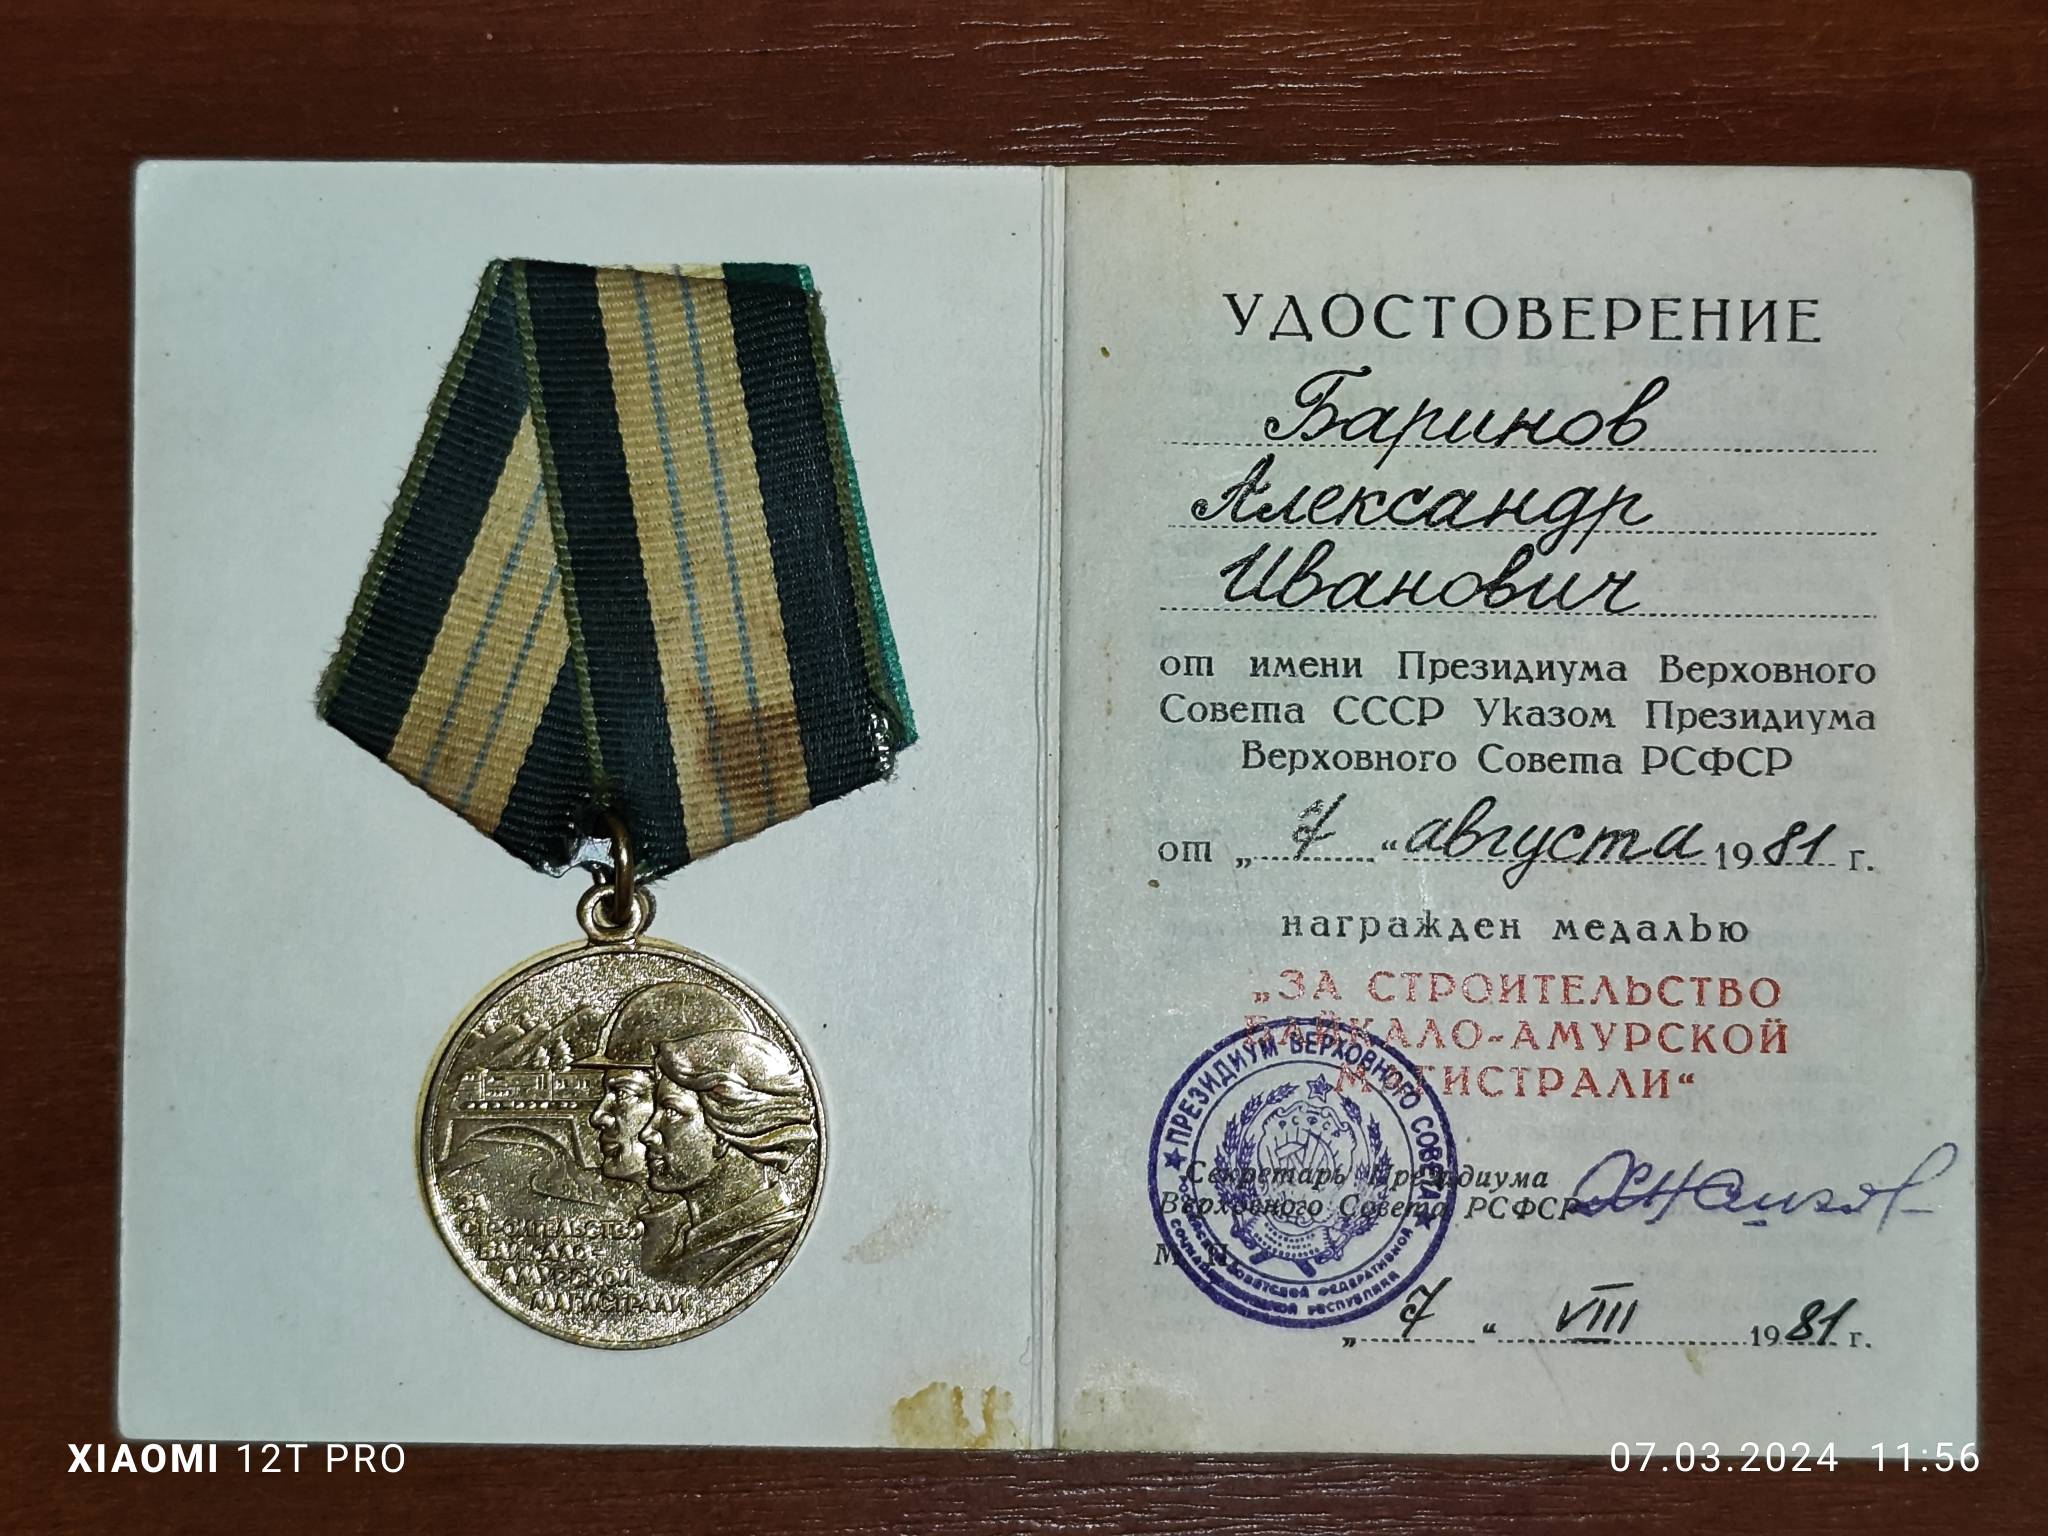 УДОСТОВЕРЕНИЕ
Баринов
Александр
Иванович
от имени Президиума Верховного
Совета СССР Указом Президиума
Верховного Совета РСФСР
от „ 7 “ августа 1981 г.
награжден медалью
„ЗА СТРОИТЕЛЬСТВО
БАЙКАЛО-АМУРСКОЙ
МАГИСТРАЛИ“
Секретарь Президиума
Верховного Совета РСФСР
М. П.
„ 7 “ VIII 1981 г.
★ ПРЕЗИДИУМ ВЕРХОВНОГО СОВЕТА ★
РСФСР
ЗА
СТРОИТЕЛЬСТВО
БАЙКАЛО-
АМУРСКОЙ
МАГИСТРАЛИ
XIAOMI 12T PRO
07.03.2024 11:56